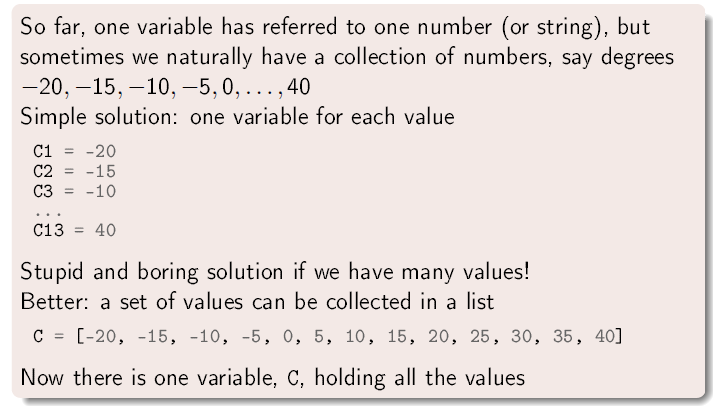 So far, one variable has referred to one number (or string), but
sometimes we naturally have a collection of numbers, say degrees
−20, −15, −10, −5, 0, . . . , 40
Simple solution: one variable for each value
C1 = -20
C2 = -15
C3 = -10
...
C13 = 40
Stupid and boring solution if we have many values!
Better: a set of values can be collected in a list
C = [-20, -15, -10, -5, 0, 5, 10, 15, 20, 25, 30, 35, 40]
Now there is one variable, C, holding all the values